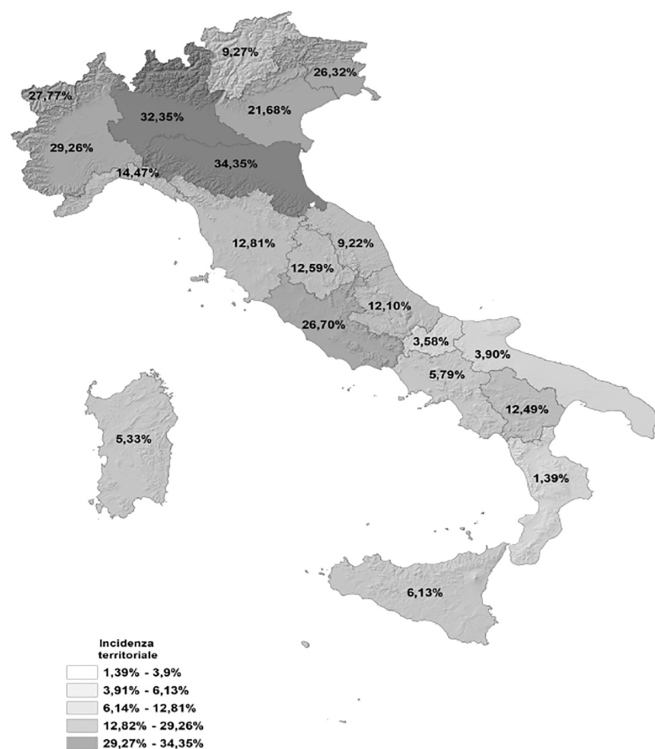 9,27%
26,32%
27,77%
21,68%
32,35%
29,26%
34,35%
14,47%
12,81%
9,22%
12,59%
12,10%
26,70%
3,58%
3,90%
5,79%
12,49%
5,33%
1,39%
6,13%
Incidenza
territoriale
1,39% - 3,9%
3,91% - 6,13%
6,14% - 12,81%
12,82% - 29,26%
29,27% - 34,35%